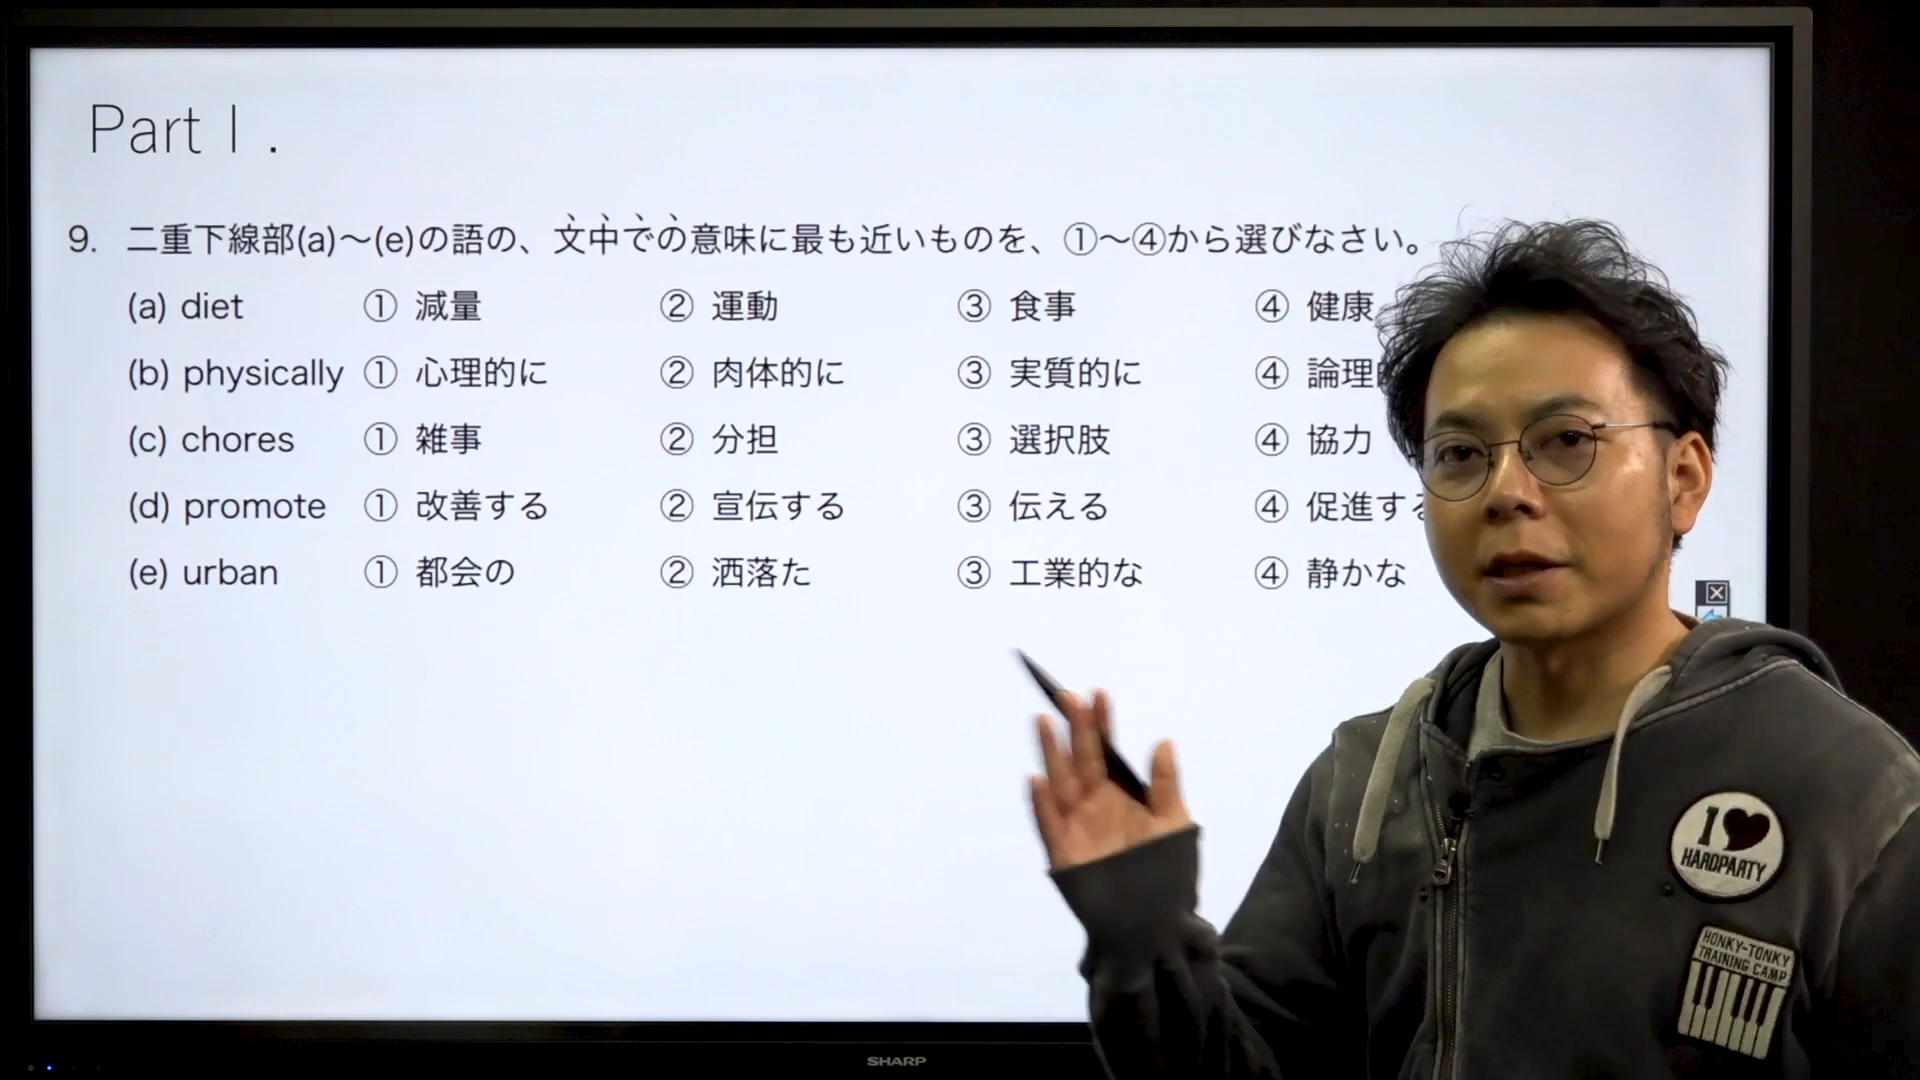 Part Ⅰ.
9. 二重下線部(a)～(e)の語の、文中での意味に最も近いものを、①～④から選びなさい。
(a) diet ① 減量 ② 運動 ③ 食事 ④ 健康
(b) physically ① 心理的に ② 肉体的に ③ 実質的に ④ 論理
(c) chores ① 雑事 ② 分担 ③ 選択肢 ④ 協力
(d) promote ① 改善する ② 宣伝する ③ 伝える ④ 促進する
(e) urban ① 都会の ② 洒落た ③ 工業的な ④ 静かな
I
HARDPARTY
HONKY-TONKY
TRAINING CAMP
SHARP